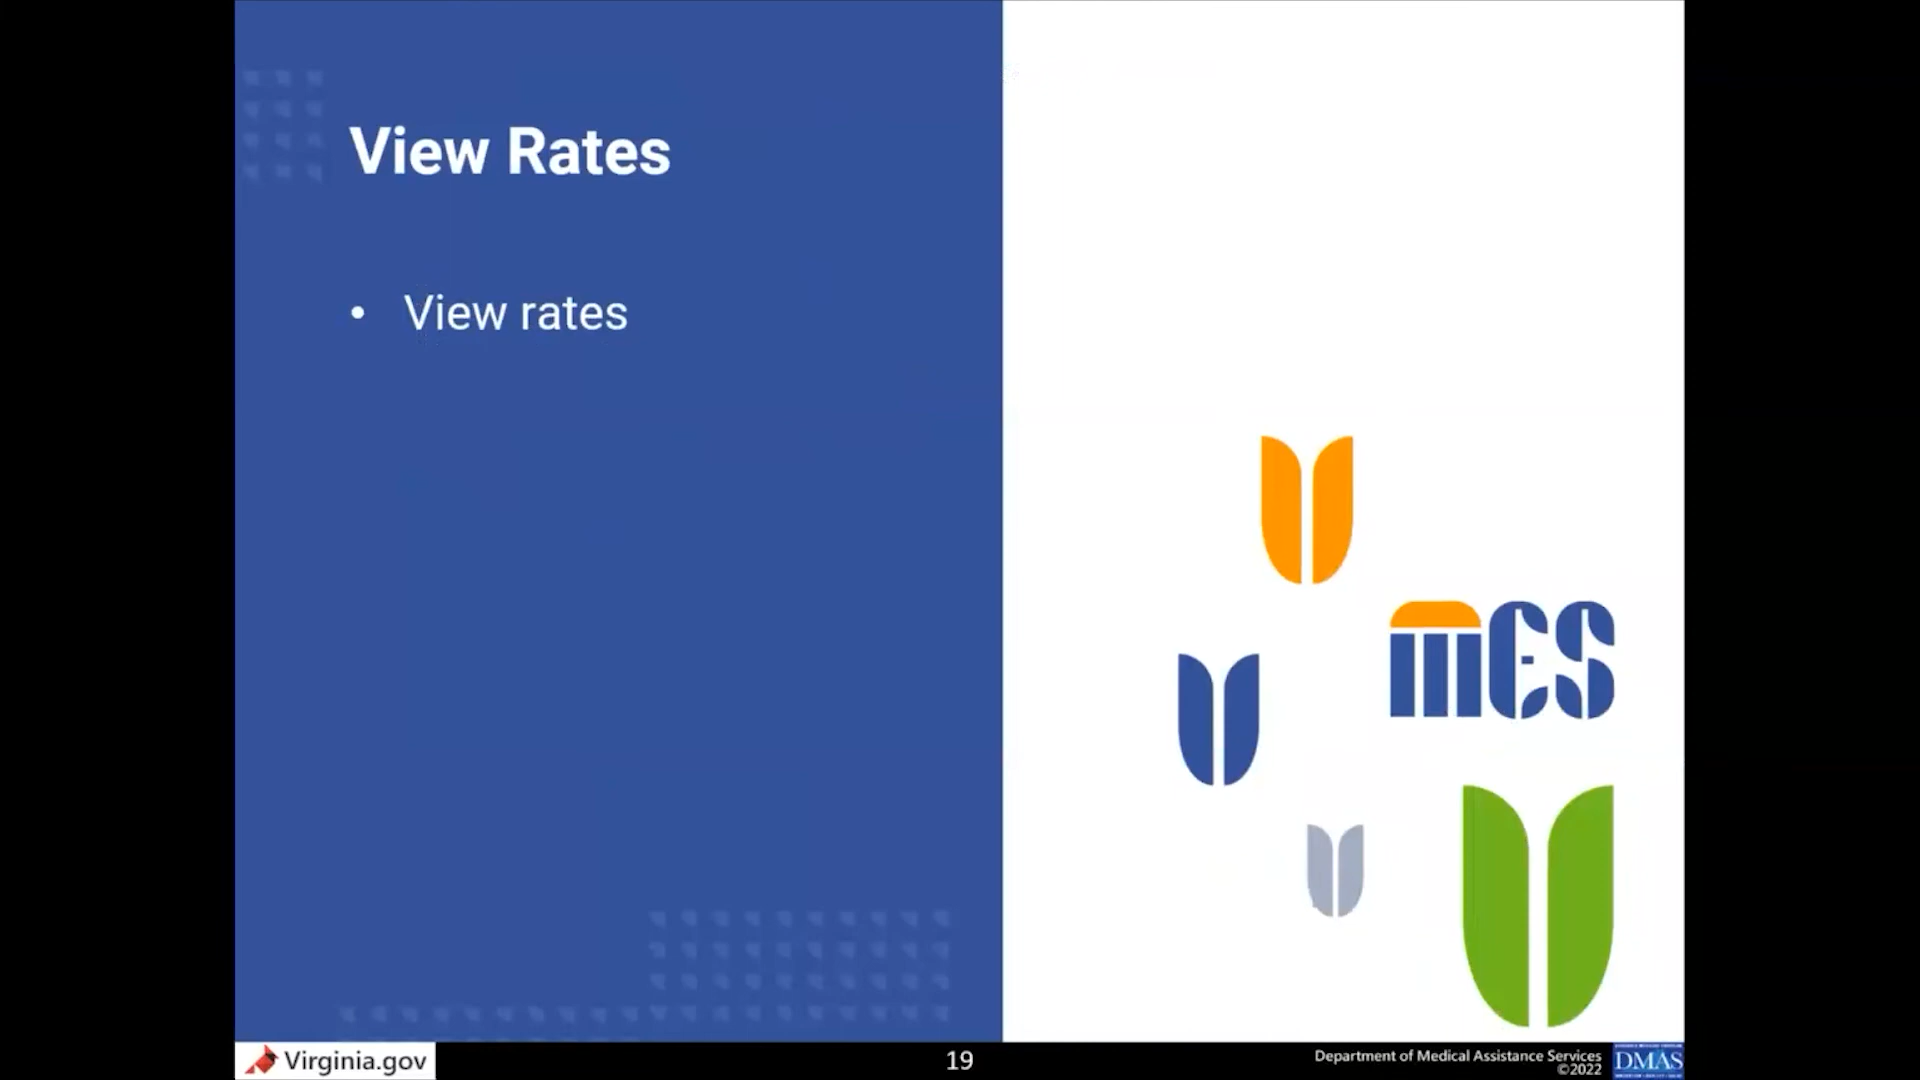 View Rates
• View rates
mes
Virginia.gov
19
Department of Medical Assistance Services
©2022
DMAS